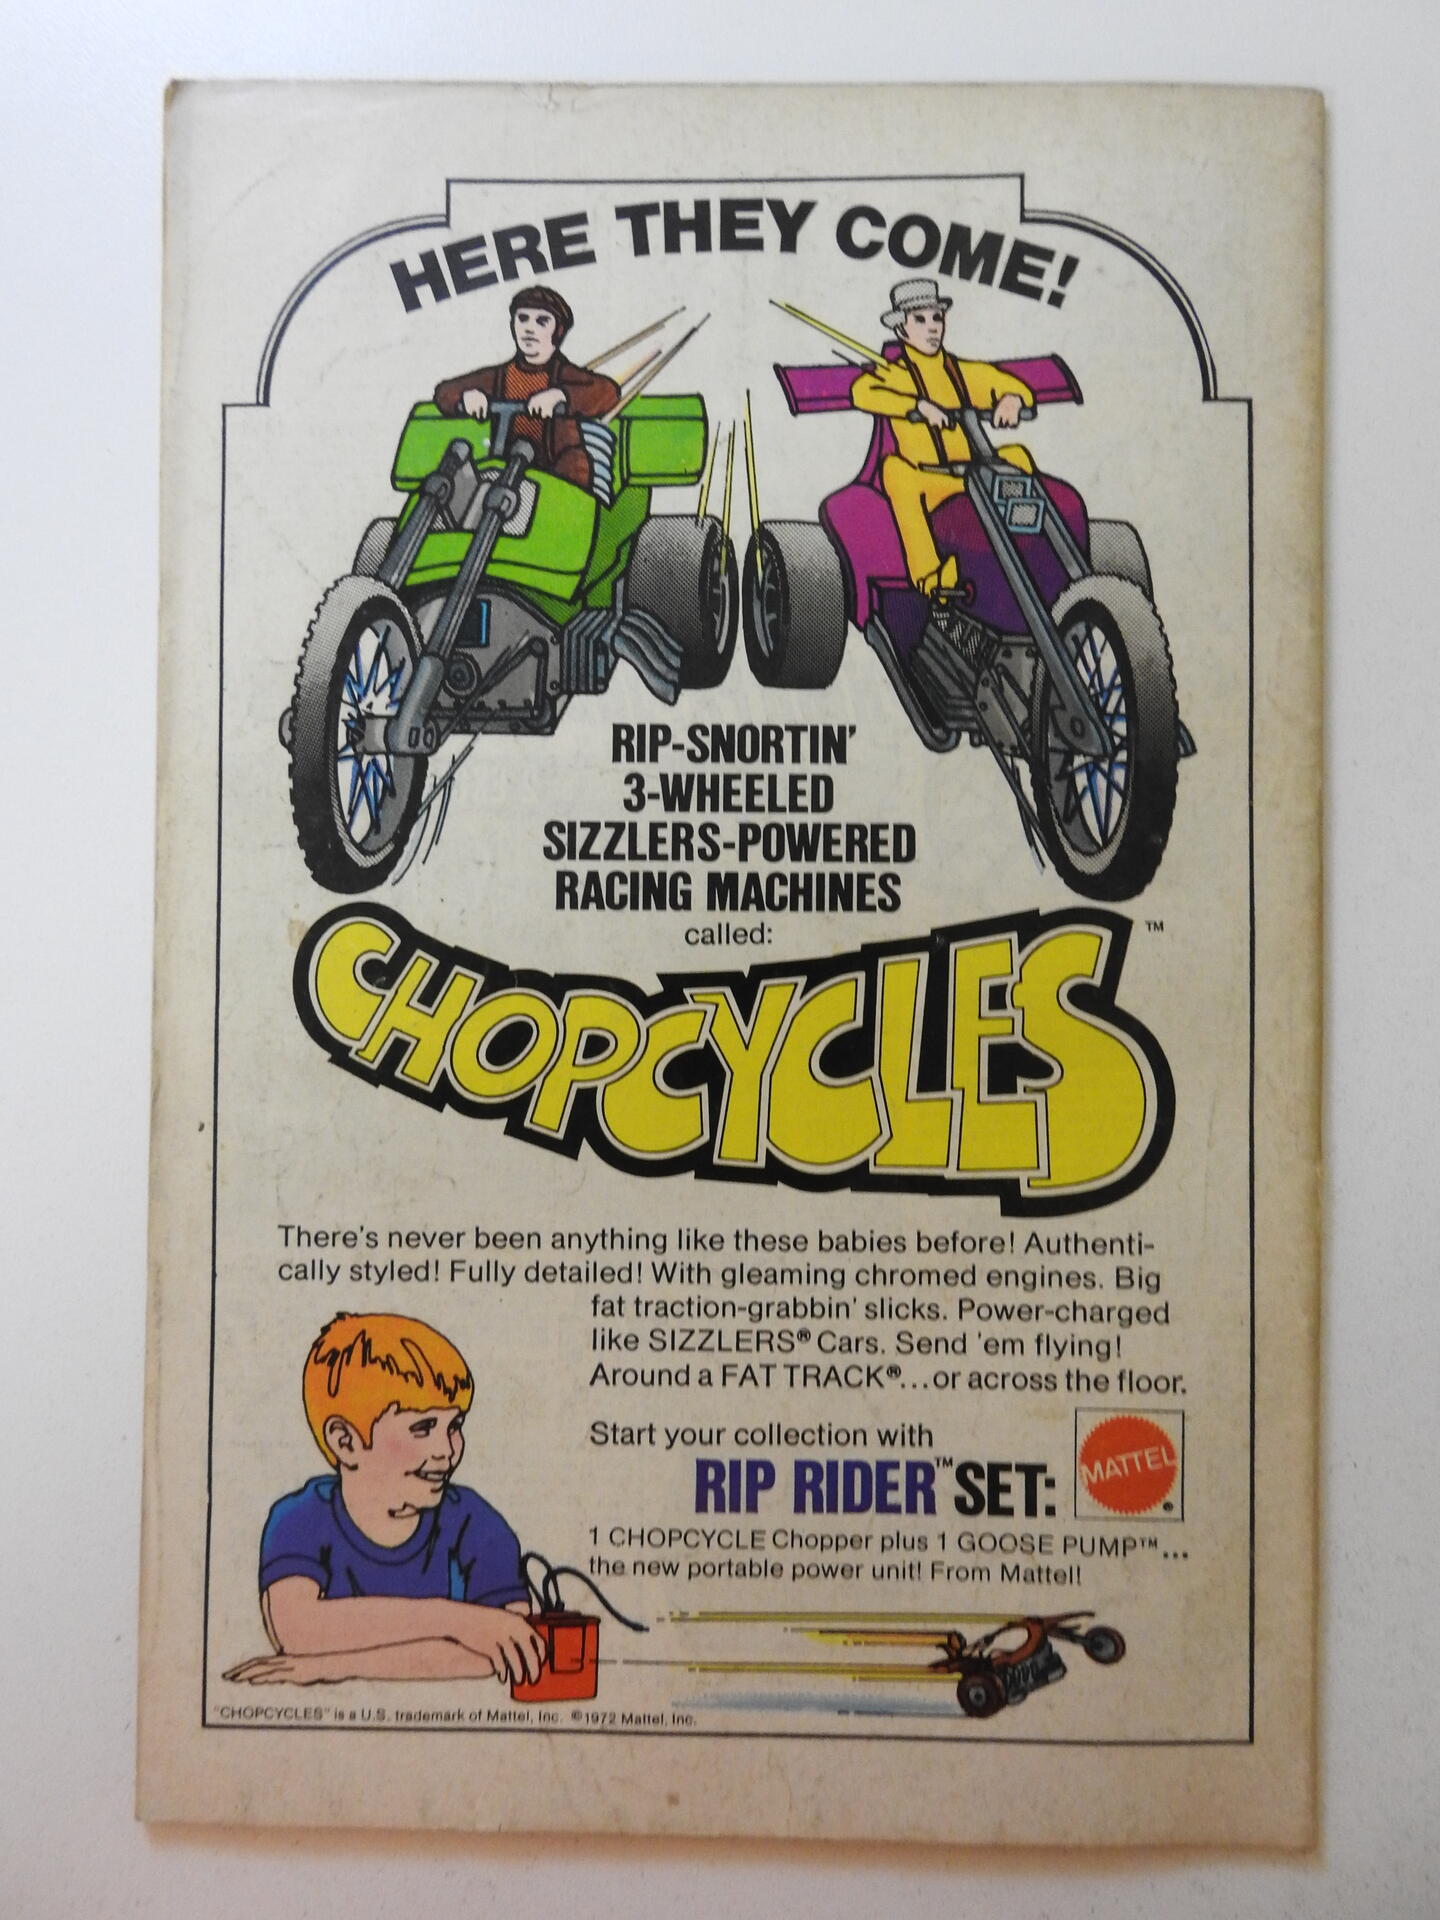 HERE THEY COME!
RIP-SNORTIN'
3-WHEELED
SIZZLERS-POWERED
RACING MACHINES
called:
CHOPCYCLES™
There's never been anything like these babies before! Authenti-
cally styled! Fully detailed! With gleaming chromed engines. Big
fat traction-grabbin' slicks. Power-charged
like SIZZLERS® Cars. Send 'em flying!
Around a FAT TRACK®...or across the floor.
Start your collection with
RIP RIDER™ SET:
MATTEL®
1 CHOPCYCLE Chopper plus 1 GOOSE PUMP™...
the new portable power unit! From Mattel!
"CHOPCYCLES" is a U.S. trademark of Mattel, Inc. ©1972 Mattel, Inc.